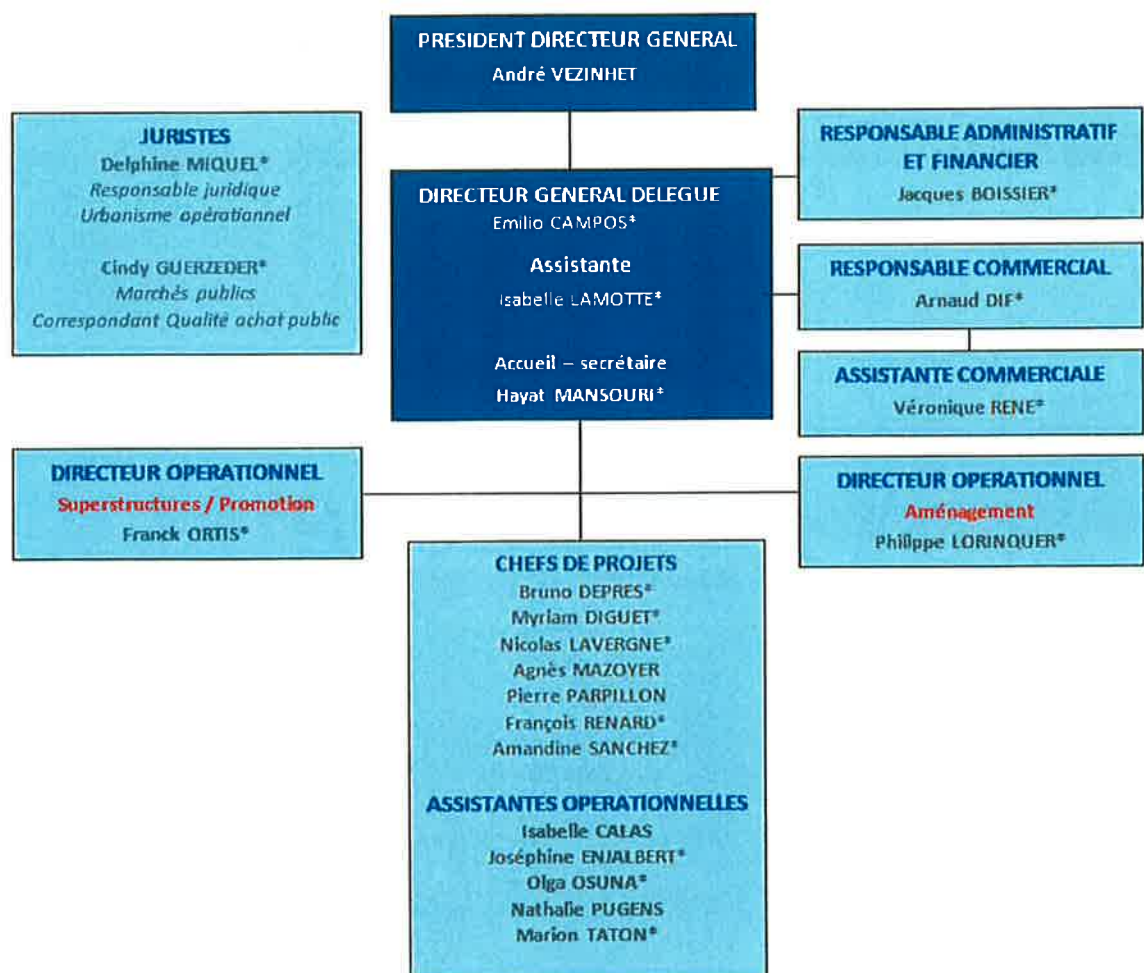 PRESIDENT DIRECTEUR GENERAL
André VEZINHET
JURISTES
Delphine MIQUEL*
Responsable juridique
Urbanisme opérationnel
Cindy GUERZEDER*
Marchés publics
Correspondant Qualité achat public
DIRECTEUR GENERAL DELEGUE
Emilio CAMPOS*
Assistante
Isabelle LAMOTTE*
Accueil – secrétaire
Hayat MANSOURI*
RESPONSABLE ADMINISTRATIF
ET FINANCIER
Jacques BOISSIER*
RESPONSABLE COMMERCIAL
Arnaud DIF*
ASSISTANTE COMMERCIALE
Véronique RENE*
DIRECTEUR OPERATIONNEL
Superstructures / Promotion
Franck ORTIS*
DIRECTEUR OPERATIONNEL
Aménagement
Philippe LORINQUER*
CHEFS DE PROJETS
Bruno DEPRES*
Myriam DIGUET*
Nicolas LAVERGNE*
Agnès MAZOYER
Pierre PARPILLON
François RENARD*
Amandine SANCHEZ*
ASSISTANTES OPERATIONNELLES
Isabelle CALAS
Joséphine ENJALBERT*
Olga OSUNA*
Nathalie PUGENS
Marion TATON*